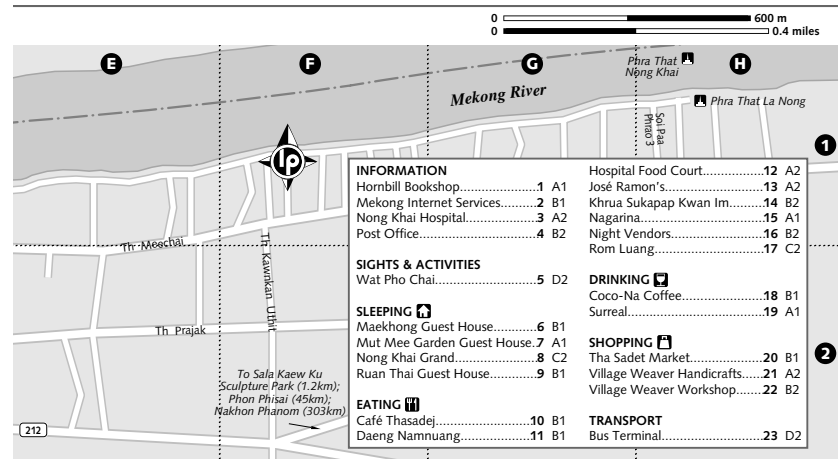 0 600 m
0 0.4 miles
E F G H
Phra That
Nong Khai
Mekong River
Phra That La Nong
Soi Paa
Phrao 3
1
lp
Th Meechai
Th Kawnkan Uthit
Th Prajak
2
To Sala Kaew Ku
Sculpture Park (1.2km);
Phon Phisai (45km);
Nakhon Phanom (303km)
212
INFORMATION
Hornbill Bookshop....................1 A1
Mekong Internet Services.........2 B1
Nong Khai Hospital...................3 A2
Post Office................................4 B2
SIGHTS & ACTIVITIES
Wat Pho Chai............................5 D2
SLEEPING
Maekhong Guest House............6 B1
Mut Mee Garden Guest House.7 A1
Nong Khai Grand......................8 C2
Ruan Thai Guest House.............9 B1
EATING
Café Thasadej.........................10 B1
Daeng Namnuang...................11 B1
Hospital Food Court................12 A2
José Ramon's..........................13 A2
Khrua Sukapap Kwan Im.........14 B2
Nagarina.................................15 A1
Night Vendors.........................16 B2
Rom Luang..............................17 C2
DRINKING
Coco-Na Coffee......................18 B1
Surreal....................................19 A1
SHOPPING
Tha Sadet Market....................20 B1
Village Weaver Handicrafts......21 A2
Village Weaver Workshop........22 B2
TRANSPORT
Bus Terminal...........................23 D2